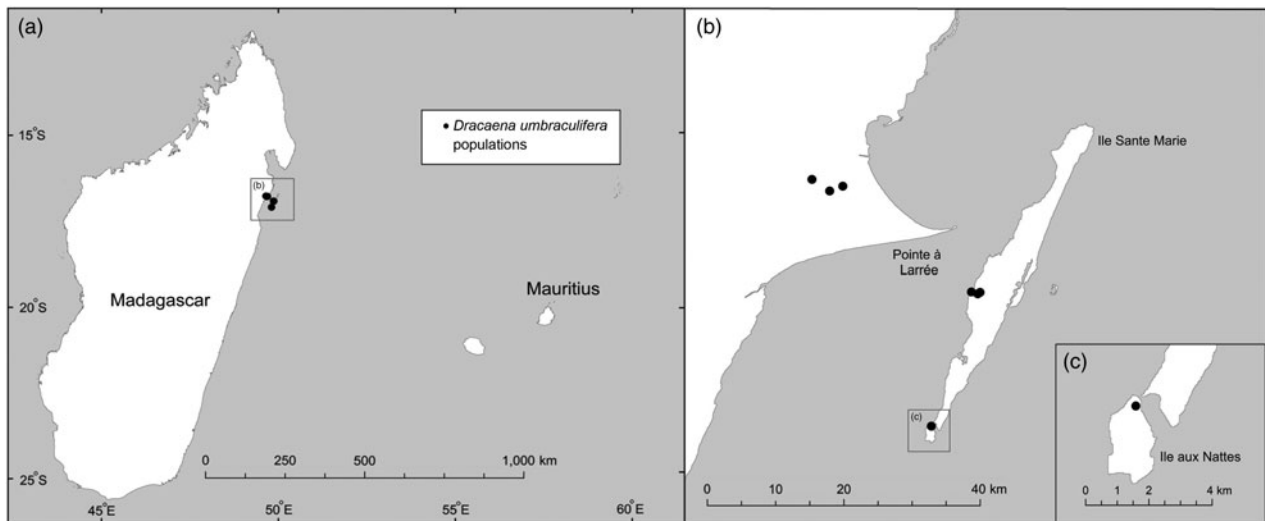 (a)
15°S
20°S
25°S
45°E
50°E
55°E
60°E
• Dracaena umbraculifera
populations
(b)
Madagascar
Mauritius
0 250 500 1,000 km
(b)
Ile Sante Marie
Pointe à
Larrée
(c)
0 10 20 40 km
(c)
Ile aux Nattes
0 1 2 4 km